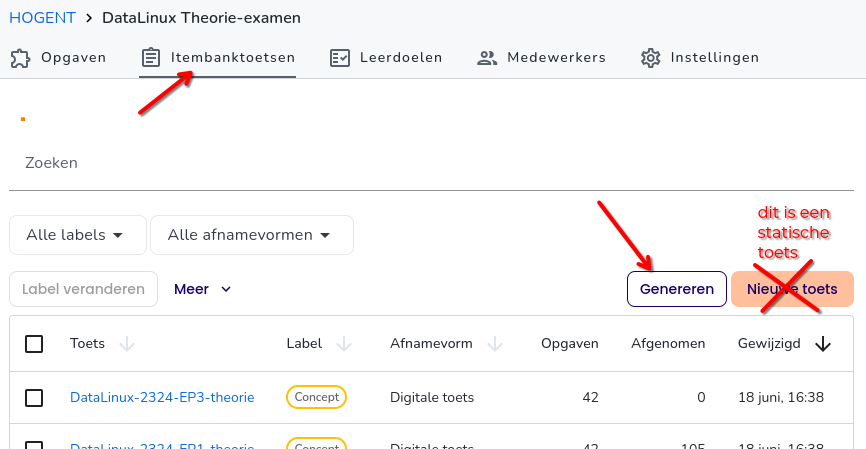 HOGENT > DataLinux Theorie-examen
Opgaven Itembanktoetsen Leerdoelen Medewerkers Instellingen
Zoeken
dit is een
statische
toets
Alle labels Alle afnamevormen
Label veranderen Meer Genereren Nieuwe toets
Toets Label Afnamevorm Opgaven Afgenomen Gewijzigd
DataLinux-2324-EP3-theorie Concept Digitale toets 42 0 18 juni, 16:38
DataLinux-2324-EP1-theorie Concept Digitale toets 42 105 18 juni, 16:38